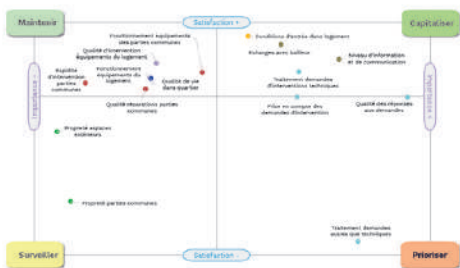 Maintenir
Satisfaction +
Capitaliser
Fonctionnement équipements
des parties communes
Conditions d'entrée dans logement
Qualité d'intervention
équipements du logement
Echanges avec bailleur
Niveau d'information
et de communication
Rapidité
d'intervention
parties
communes
Fonctionnement
équipements du
logement
Qualité de vie
dans quartier
Traitement demandes
d'interventions techniques
Importance -
Importance +
Qualité réparations parties
communes
Prise en compte des
demandes d'intervention
Qualité des réponses
aux demandes
Propreté espaces
extérieurs
Propreté parties communes
Traitement demandes
autres que techniques
Surveiller
Satisfaction -
Prioriser